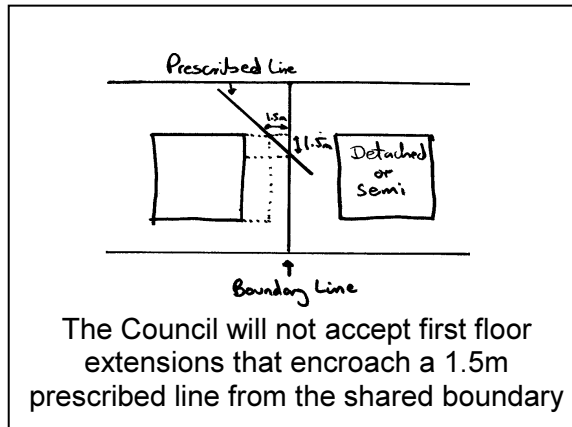 Prescribed Line
1.5m
1.5m
Detached
or
Semi
Boundary Line
The Council will not accept first floor
extensions that encroach a 1.5m
prescribed line from the shared boundary